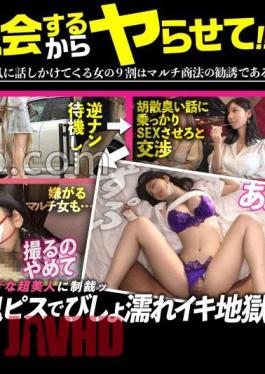 会するからヤらせて!!
に話しかけてくる女の9割はマルチ商法の勧誘である
逆ナン
待機し
胡散臭い話に
乗っかり
SEXさせろと
交渉
嫌がる
マルチ女も…
撮るの
やめて
あ
な超美人に制裁ッ
ピスでびしょ濡れイキ地獄
JAVHD